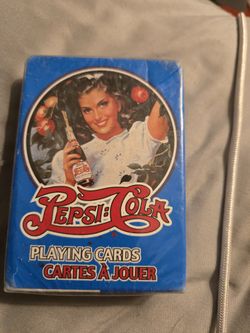 PEPSI:COLA
PLAYING CARDS
CARTES À JOUER